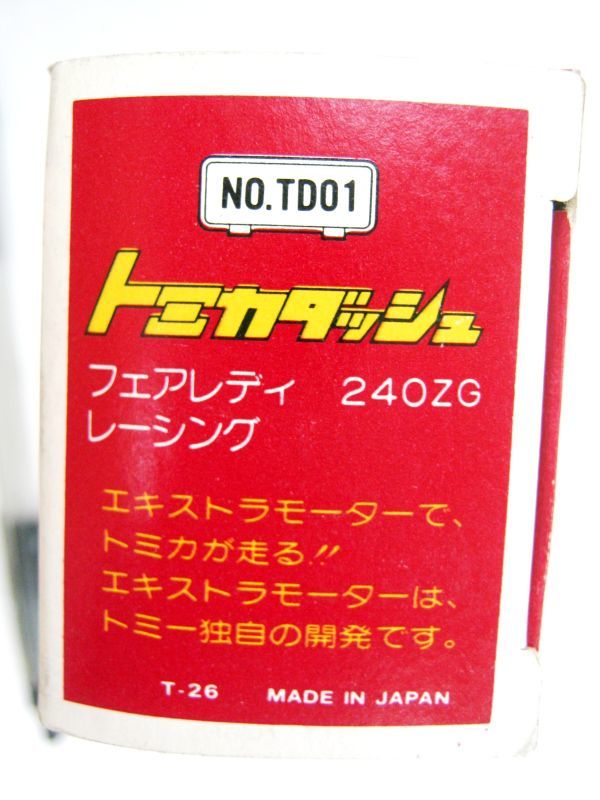 NO.TD01
トミカダッシュ
フェアレディ 240ZG
レーシング
エキストラモーターで、
トミカが走る!!
エキストラモーターは、
トミー独自の開発です。
T-26 MADE IN JAPAN